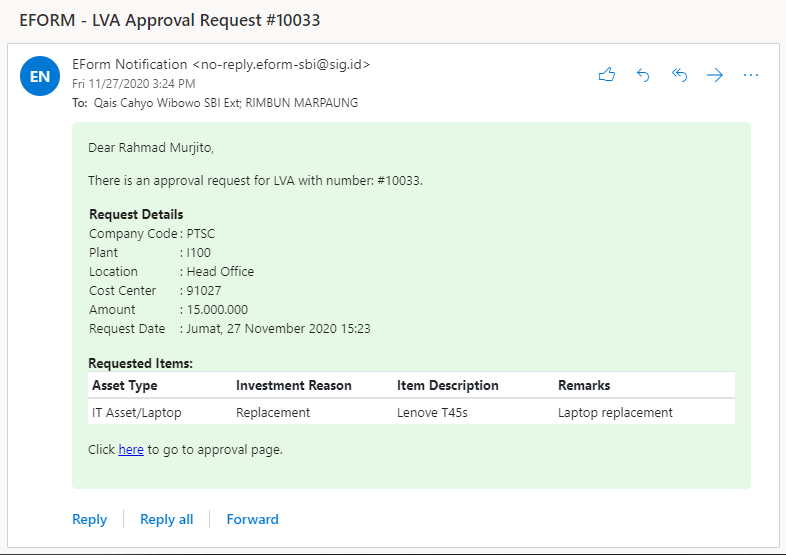 EFORM - LVA Approval Request #10033
EN
EForm Notification <no-reply.eform-sbi@sig.id>
Fri 11/27/2020 3:24 PM
To: Qais Cahyo Wibowo SBI Ext; RIMBUN MARPAUNG
Dear Rahmad Murjito,
There is an approval request for LVA with number: #10033.
Request Details
Company Code : PTSC
Plant : I100
Location : Head Office
Cost Center : 91027
Amount : 15.000.000
Request Date : Jumat, 27 November 2020 15:23
Requested Items:
Asset Type Investment Reason Item Description Remarks
IT Asset/Laptop Replacement Lenove T45s Laptop replacement
Click here to go to approval page.
Reply Reply all Forward